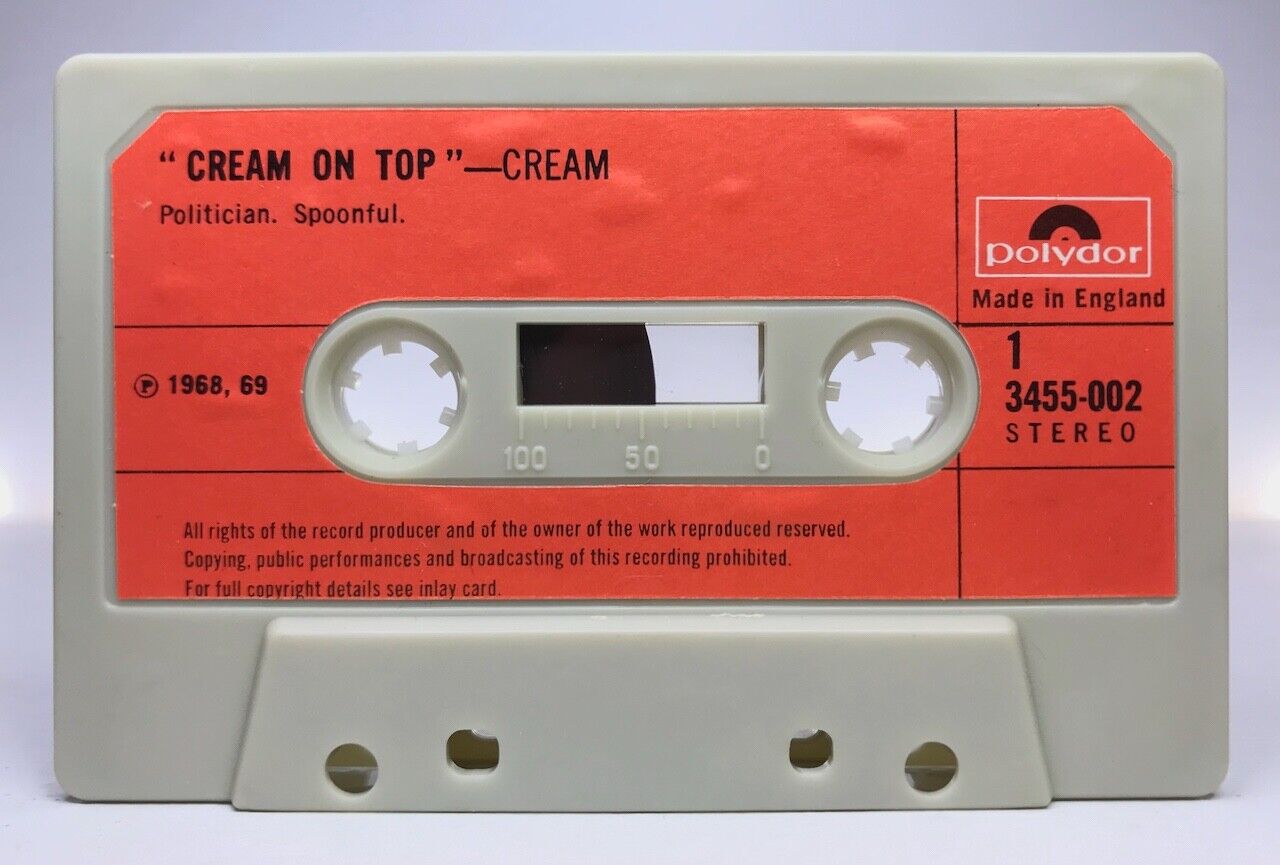 “CREAM ON TOP”—CREAM
Politician. Spoonful.
polydor
Made in England
Ⓟ 1968, 69
1
3455-002
STEREO
100 50 0
All rights of the record producer and of the owner of the work reproduced reserved.
Copying, public performances and broadcasting of this recording prohibited.
For full copyright details see inlay card.